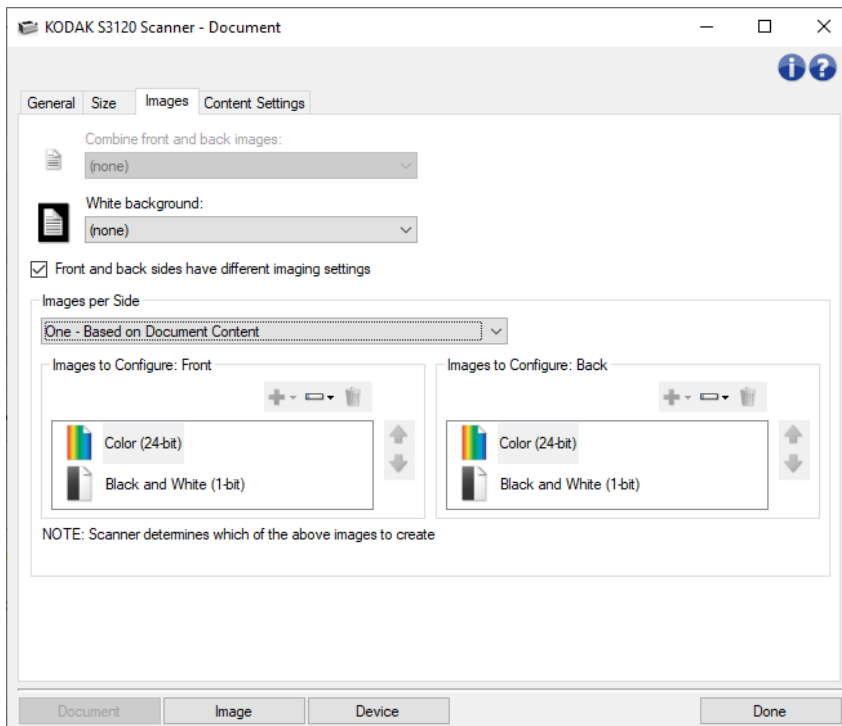 KODAK S3120 Scanner - Document
General Size Images Content Settings
Combine front and back images:
(none)
White background:
(none)
Front and back sides have different imaging settings
Images per Side
One - Based on Document Content
Images to Configure: Front
Color (24-bit)
Black and White (1-bit)
Images to Configure: Back
Color (24-bit)
Black and White (1-bit)
NOTE: Scanner determines which of the above images to create
Document Image Device Done